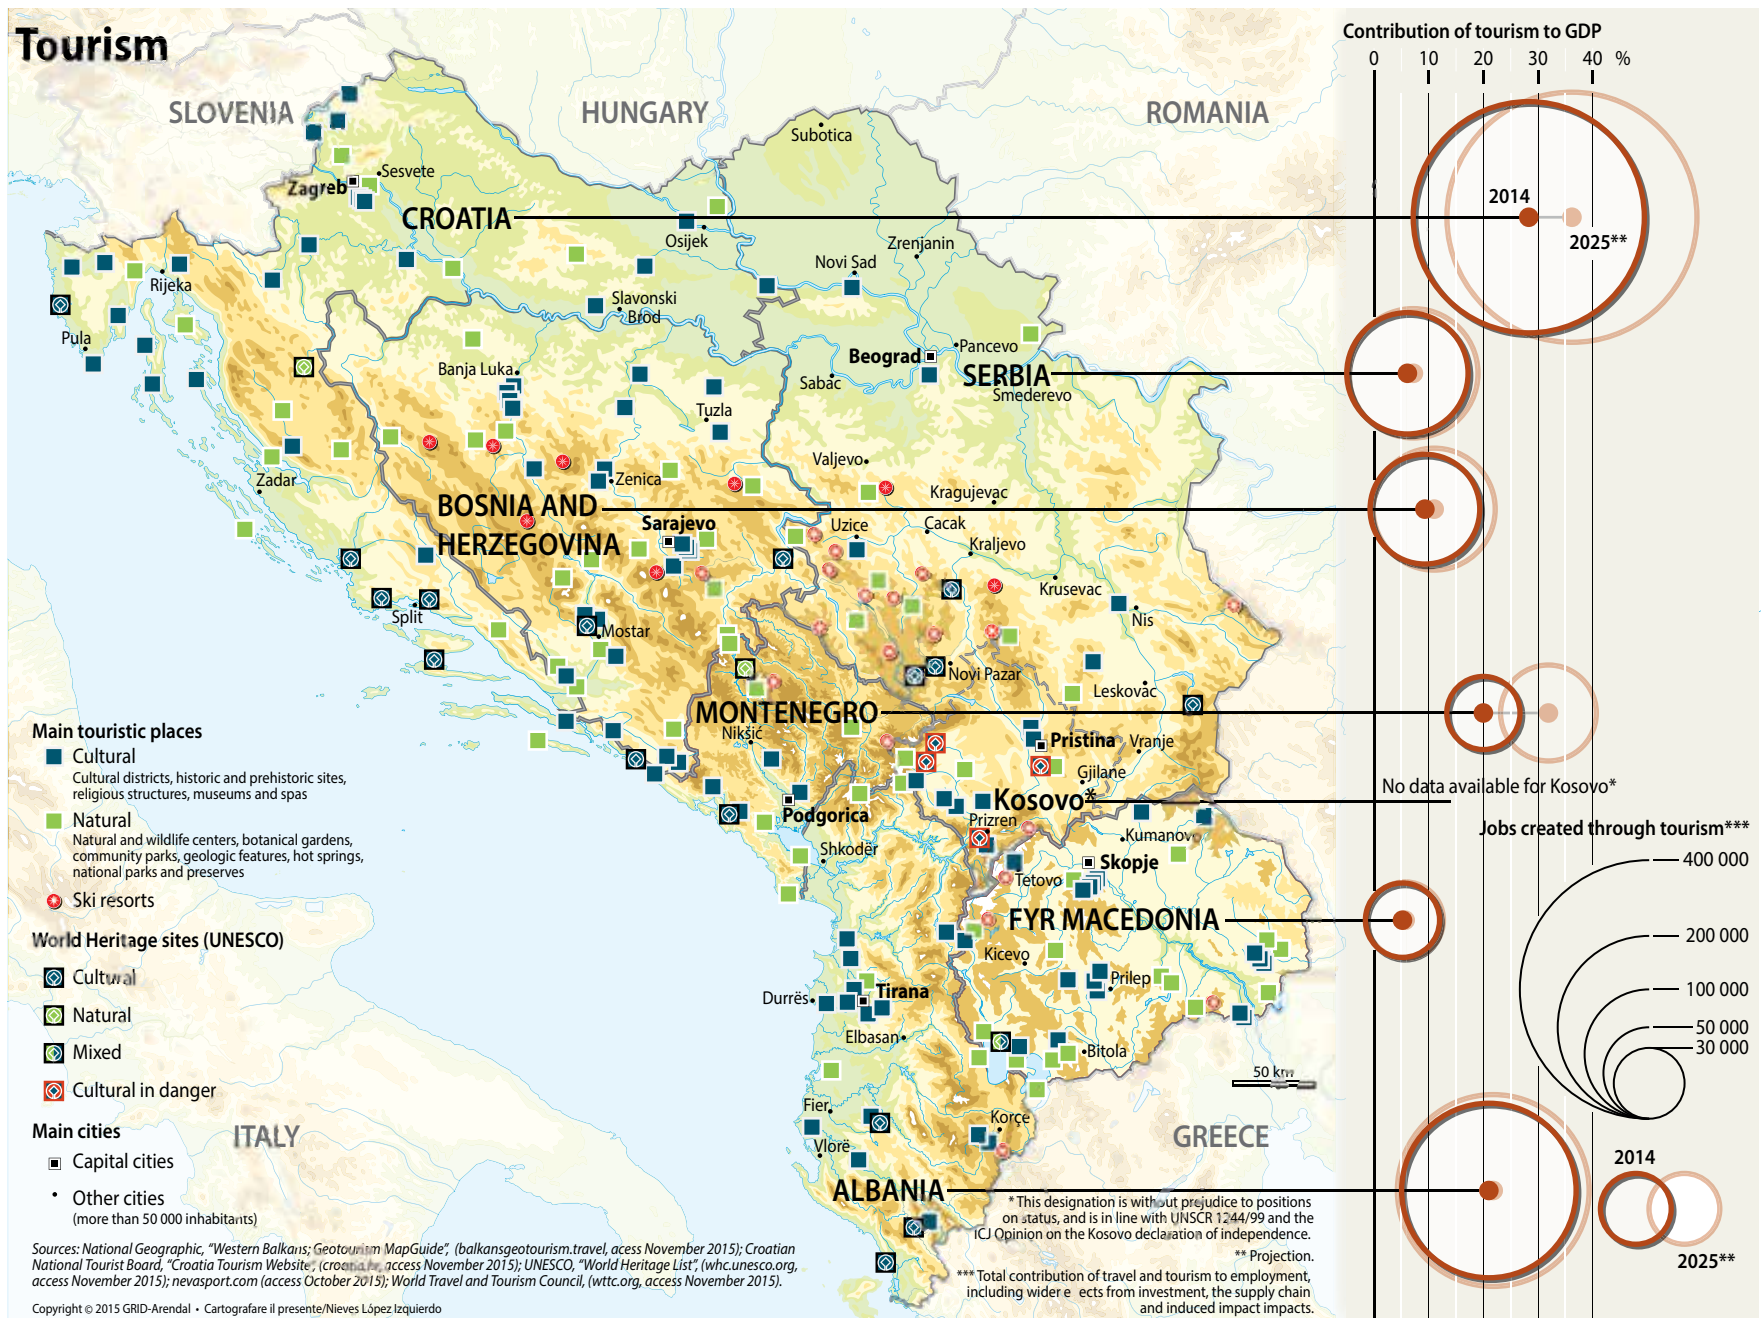 Tourism
SLOVENIA
HUNGARY
ROMANIA
Subotica
Sesvete
Zagreb
CROATIA
Osijek
Zrenjanin
Novi Sad
Rijeka
Slavonski
Brod
Pula
Pancevo
Beograd
Banja Luka
Sabac
SERBIA
Smederevo
Tuzla
Valjevo
Zadar
Zenica
Kragujevac
BOSNIA AND
HERZEGOVINA
Sarajevo
Uzice
Cacak
Kraljevo
Krusevac
Split
Nis
Mostar
Novi Pazar
Leskovac
MONTENEGRO
Nikšić
Pristina
Vranje
Gjilane
Kosovo*
Podgorica
Prizren
Kumanovo
Shkodër
Skopje
Tetovo
FYR MACEDONIA
Kicevo
Prilep
Durrës
Tirana
Elbasan
Bitola
50 km
Fier
Korçe
ITALY
GREECE
Vlorë
ALBANIA
Main touristic places
Cultural
Cultural districts, historic and prehistoric sites,
religious structures, museums and spas
Natural
Natural and wildlife centers, botanical gardens,
community parks, geologic features, hot springs,
national parks and preserves
Ski resorts
World Heritage sites (UNESCO)
Cultural
Natural
Mixed
Cultural in danger
Main cities
Capital cities
Other cities
(more than 50 000 inhabitants)
Sources: National Geographic, “Western Balkans; Geotourism MapGuide”, (balkansgeotourism.travel, acess November 2015); Croatian
National Tourist Board, “Croatia Tourism Website”, (croatia.hr, access November 2015); UNESCO, “World Heritage List”, (whc.unesco.org,
access November 2015); nevasport.com (access October 2015); World Travel and Tourism Council, (wttc.org, access November 2015).
Copyright © 2015 GRID-Arendal • Cartografare il presente/Nieves López Izquierdo
* This designation is without prejudice to positions
on status, and is in line with UNSCR 1244/99 and the
ICJ Opinion on the Kosovo declaration of independence.
** Projection.
*** Total contribution of travel and tourism to employment,
including wider e ects from investment, the supply chain
and induced impact impacts.
Contribution of tourism to GDP
0 10 20 30 40 %
2014
2025**
No data available for Kosovo*
Jobs created through tourism***
400 000
200 000
100 000
50 000
30 000
2014
2025**